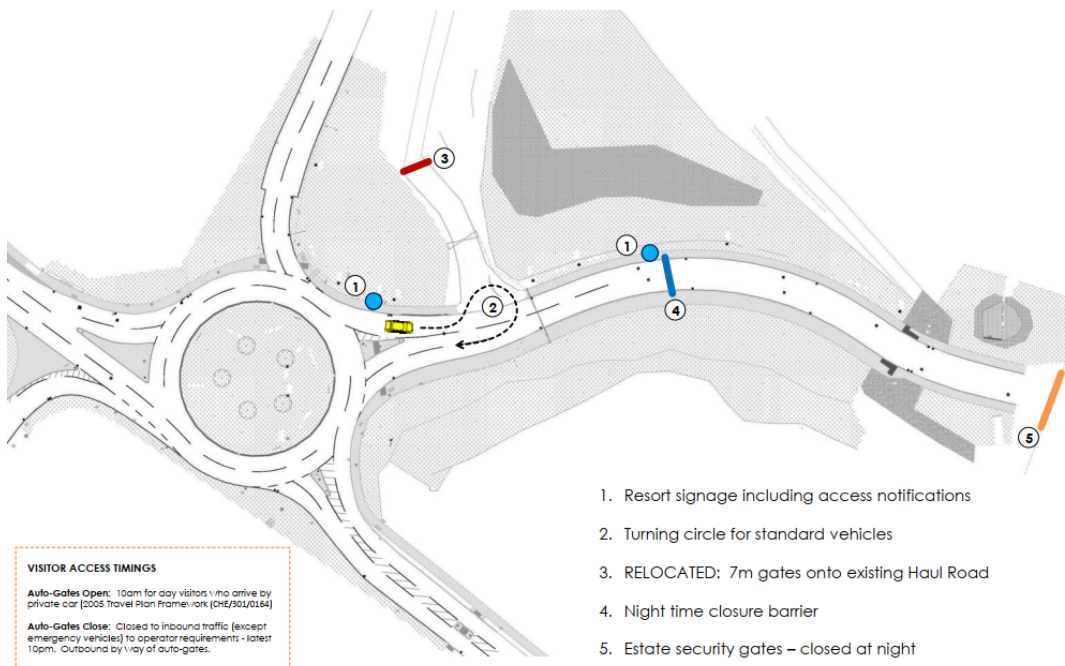 3
1
1
2
4
5
1. Resort signage including access notifications
2. Turning circle for standard vehicles
3. RELOCATED: 7m gates onto existing Haul Road
4. Night time closure barrier
5. Estate security gates – closed at night
VISITOR ACCESS TIMINGS
Auto-Gates Open: 10am for day visitors who arrive by
private car (2005 Travel Plan Framework (CHE/301/0164)
Auto-Gates Close: Closed to inbound traffic (except
emergency vehicles) to operator requirements - latest
10pm. Outbound by way of auto-gates.